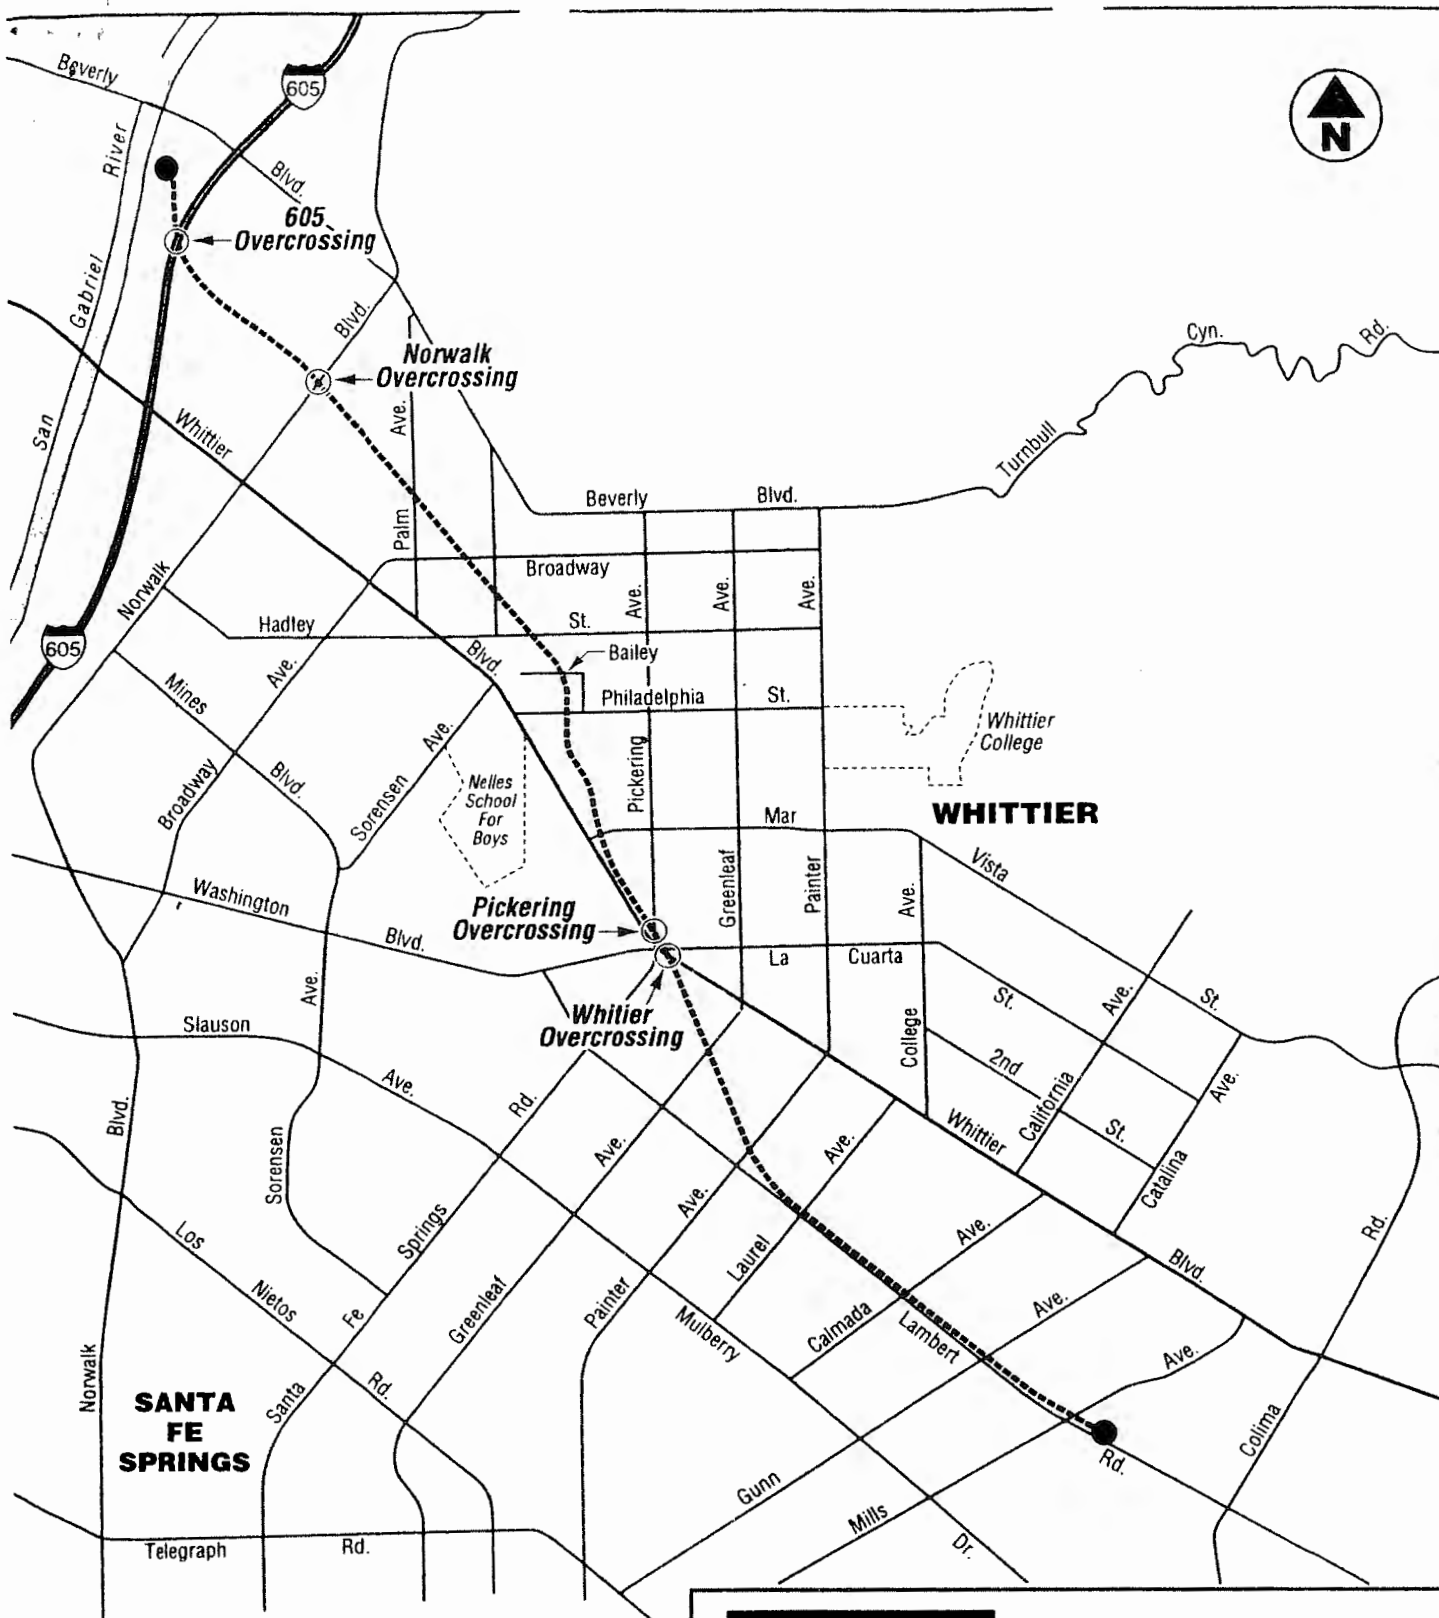 Beverly
605
River
N
Blvd.
605
Overcrossing
Gabriel
Blvd.
Cyn.
Rd.
Norwalk
Overcrossing
Ave.
San
Whittier
Turnbull
Beverly
Blvd.
Palm
Broadway
Norwalk
Ave.
Ave.
Ave.
Hadley
St.
605
Blvd.
Bailey
Ave.
Mines
Philadelphia
St.
Whittier
College
Ave.
Pickering
Blvd.
Broadway
Sorensen
Nelles
School
For
Boys
WHITTIER
Mar
Vista
Greenleaf
Painter
Ave.
Washington
Pickering
Overcrossing
Blvd.
La
Cuarta
Ave.
St.
Ave.
St.
Slauson
Whitier
Overcrossing
College
2nd
Ave.
Rd.
California
Ave.
Blvd.
Whittier
St.
Ave.
Ave.
Sorensen
Catalina
Ave.
Springs
Ave.
Rd.
Los
Laurel
Blvd.
Nietos
Fe
Greenleaf
Painter
Mulberry
Calmada
Ave.
Lambert
Ave.
Norwalk
Rd.
Santa
SANTA
FE
SPRINGS
Colima
Rd.
Gunn
Mills
Telegraph
Rd.
Dr.